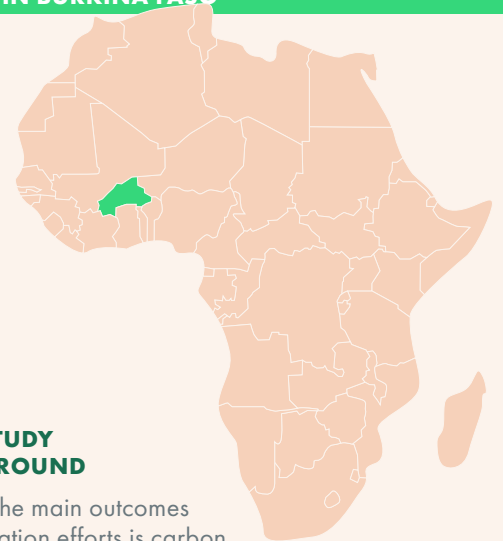 IN BURKINA FASO
TUDY
ROUND
he main outcomes
ation efforts is carbon